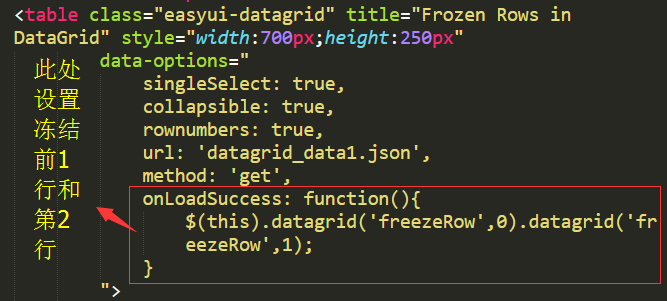 <table class="easyui-datagrid" title="Frozen Rows in
DataGrid" style="width:700px;height:250px"
data-options="
singleSelect: true,
collapsible: true,
rownumbers: true,
url: 'datagrid_data1.json',
method: 'get',
onLoadSuccess: function(){
$(this).datagrid('freezeRow',0).datagrid('fr
eezeRow',1);
}
">
此处
设置
冻结
前1
行和
第2
行